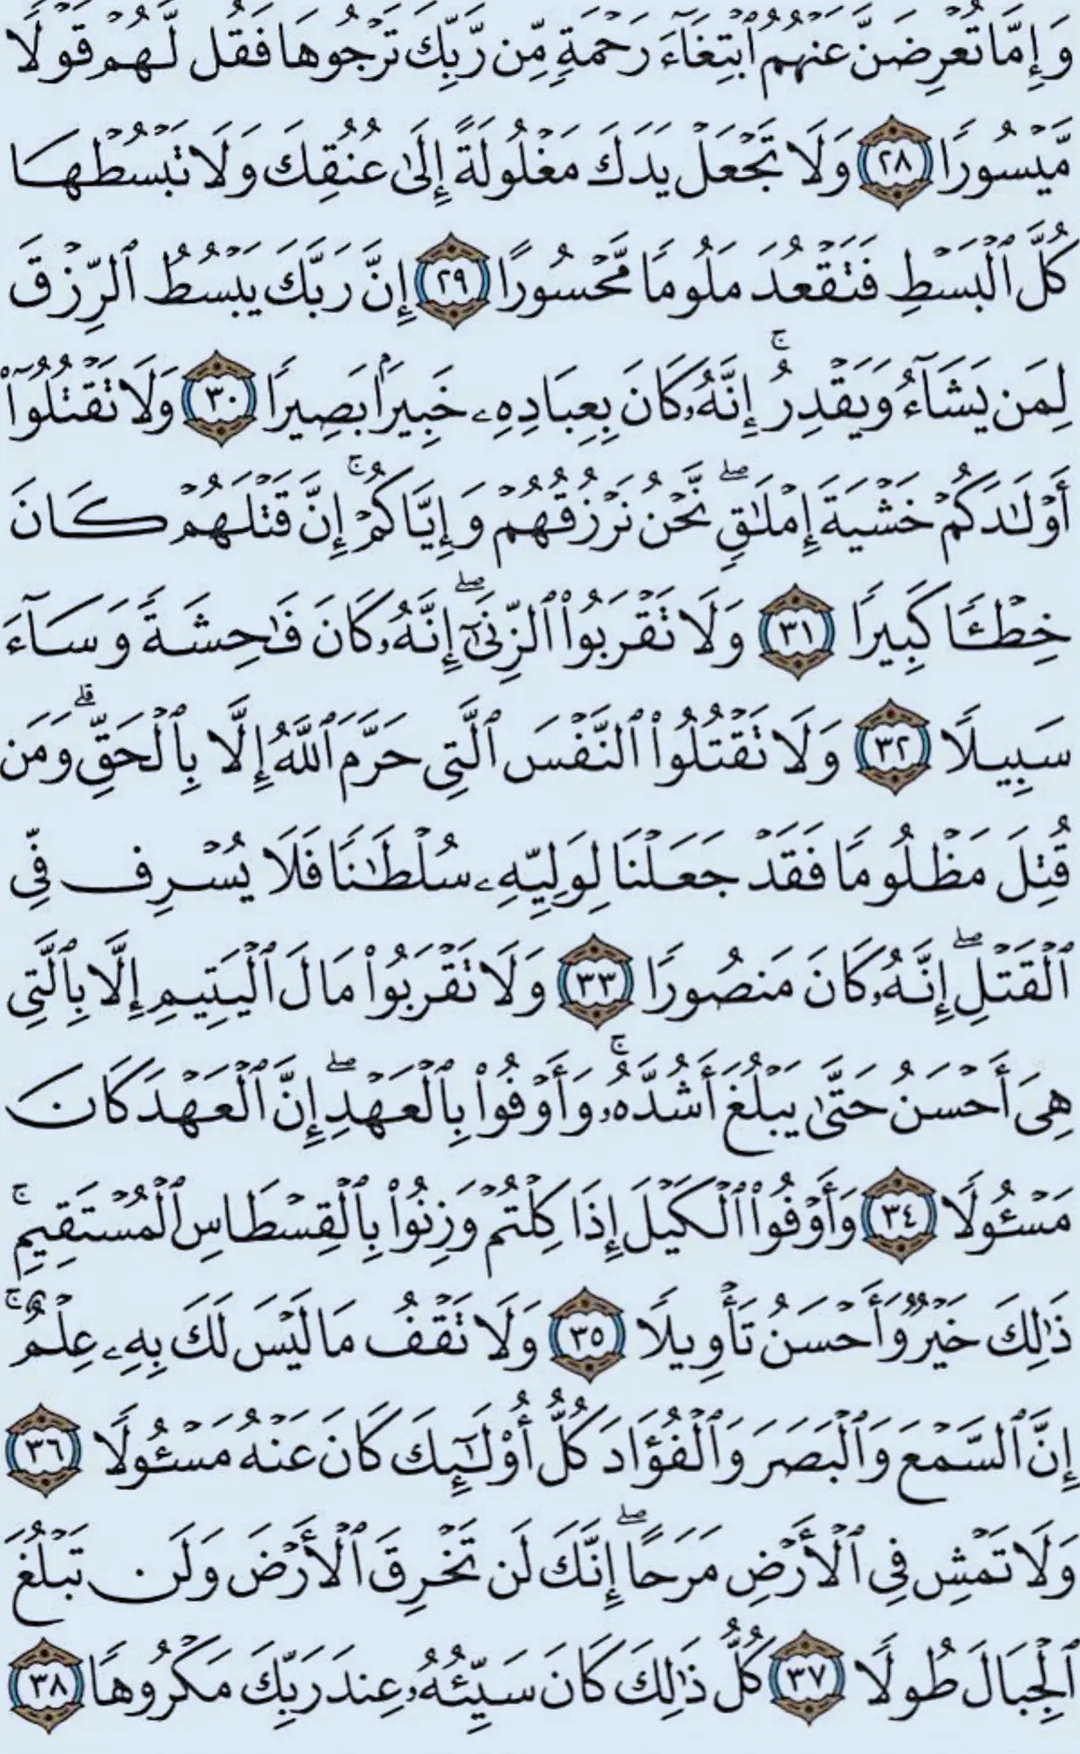 وَإِمَّا تُعْرِضَنَّ عَنْهُمُ ٱبْتِغَآءَ رَحْمَةٍ مِّن رَّبِّكَ تَرْجُوهَا فَقُل لَّهُمْ قَوْلًا
مَّيْسُورًا ٢٨ وَلَا تَجْعَلْ يَدَكَ مَغْلُولَةً إِلَىٰ عُنُقِكَ وَلَا تَبْسُطْهَا
كُلَّ ٱلْبَسْطِ فَتَقْعُدَ مَلُومًا مَّحْسُورًا ٢٩ إِنَّ رَبَّكَ يَبْسُطُ ٱلرِّزْقَ
لِمَن يَشَآءُ وَيَقْدِرُ ۚ إِنَّهُۥ كَانَ بِعِبَادِهِۦ خَبِيرَۢا بَصِيرًا ٣٠ وَلَا تَقْتُلُوٓا۟
أَوْلَـٰدَكُمْ خَشْيَةَ إِمْلَـٰقٍ ۖ نَّحْنُ نَرْزُقُهُمْ وَإِيَّاكُمْ ۚ إِنَّ قَتْلَهُمْ كَانَ
خِطْـًٔا كَبِيرًا ٣١ وَلَا تَقْرَبُوا۟ ٱلزِّنَىٰٓ ۖ إِنَّهُۥ كَانَ فَـٰحِشَةً وَسَآءَ
سَبِيلًا ٣٢ وَلَا تَقْتُلُوا۟ ٱلنَّفْسَ ٱلَّتِى حَرَّمَ ٱللَّهُ إِلَّا بِٱلْحَقِّ ۗ وَمَن
قُتِلَ مَظْلُومًا فَقَدْ جَعَلْنَا لِوَلِيِّهِۦ سُلْطَـٰنًا فَلَا يُسْرِف فِّى
ٱلْقَتْلِ ۖ إِنَّهُۥ كَانَ مَنصُورًا ٣٣ وَلَا تَقْرَبُوا۟ مَالَ ٱلْيَتِيمِ إِلَّا بِٱلَّتِى
هِىَ أَحْسَنُ حَتَّىٰ يَبْلُغَ أَشُدَّهُۥ ۚ وَأَوْفُوا۟ بِٱلْعَهْدِ ۖ إِنَّ ٱلْعَهْدَ كَانَ
مَسْـُٔولًا ٣٤ وَأَوْفُوا۟ ٱلْكَيْلَ إِذَا كِلْتُمْ وَزِنُوا۟ بِٱلْقِسْطَاسِ ٱلْمُسْتَقِيمِ ۚ
ذَٰلِكَ خَيْرٌ وَأَحْسَنُ تَأْوِيلًا ٣٥ وَلَا تَقْفُ مَا لَيْسَ لَكَ بِهِۦ عِلْمٌ ۚ
إِنَّ ٱلسَّمْعَ وَٱلْبَصَرَ وَٱلْفُؤَادَ كُلُّ أُو۟لَـٰٓئِكَ كَانَ عَنْهُ مَسْـُٔولًا ٣٦
وَلَا تَمْشِ فِى ٱلْأَرْضِ مَرَحًا ۖ إِنَّكَ لَن تَخْرِقَ ٱلْأَرْضَ وَلَن تَبْلُغَ
ٱلْجِبَالَ طُولًا ٣٧ كُلُّ ذَٰلِكَ كَانَ سَيِّئُهُۥ عِندَ رَبِّكَ مَكْرُوهًا ٣٨